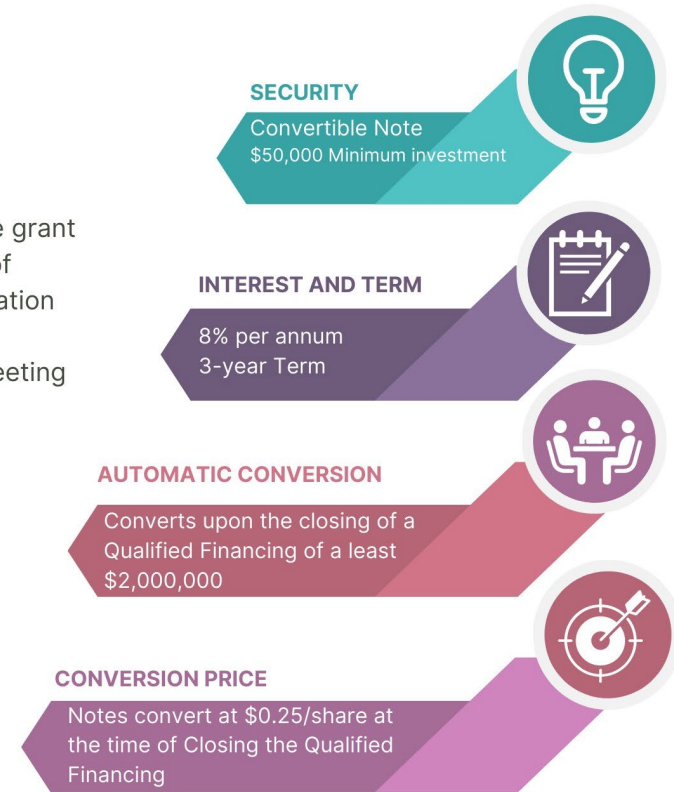 SECURITY
Convertible Note
$50,000 Minimum investment
grant
of
ation
eeting
INTEREST AND TERM
8% per annum
3-year Term
AUTOMATIC CONVERSION
Converts upon the closing of a
Qualified Financing of a least
$2,000,000
CONVERSION PRICE
Notes convert at $0.25/share at
the time of Closing the Qualified
Financing